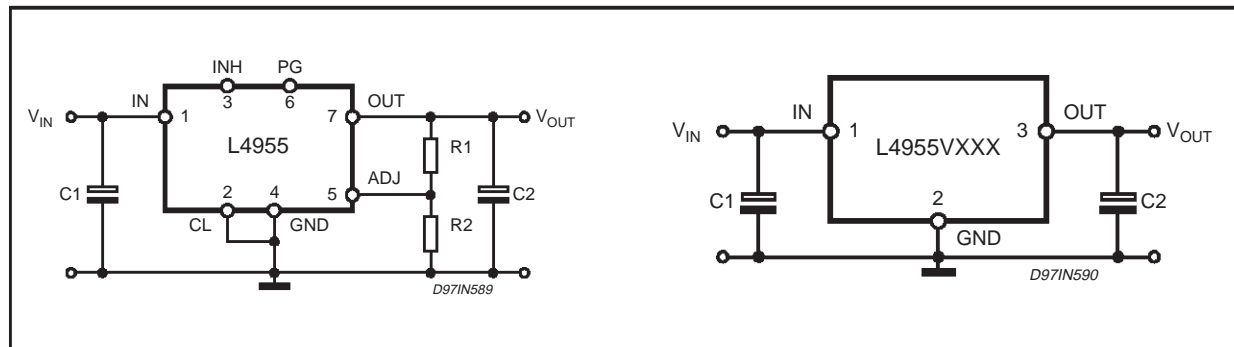 INH PG
3 6
V_IN IN 1 7 OUT V_OUT
L4955
R1
5 ADJ
C1 2 4 C2
CL GND R2
D97IN589
V_IN IN 1 3 OUT V_OUT
L4955VXXX
C1 2 C2
GND
D97IN590